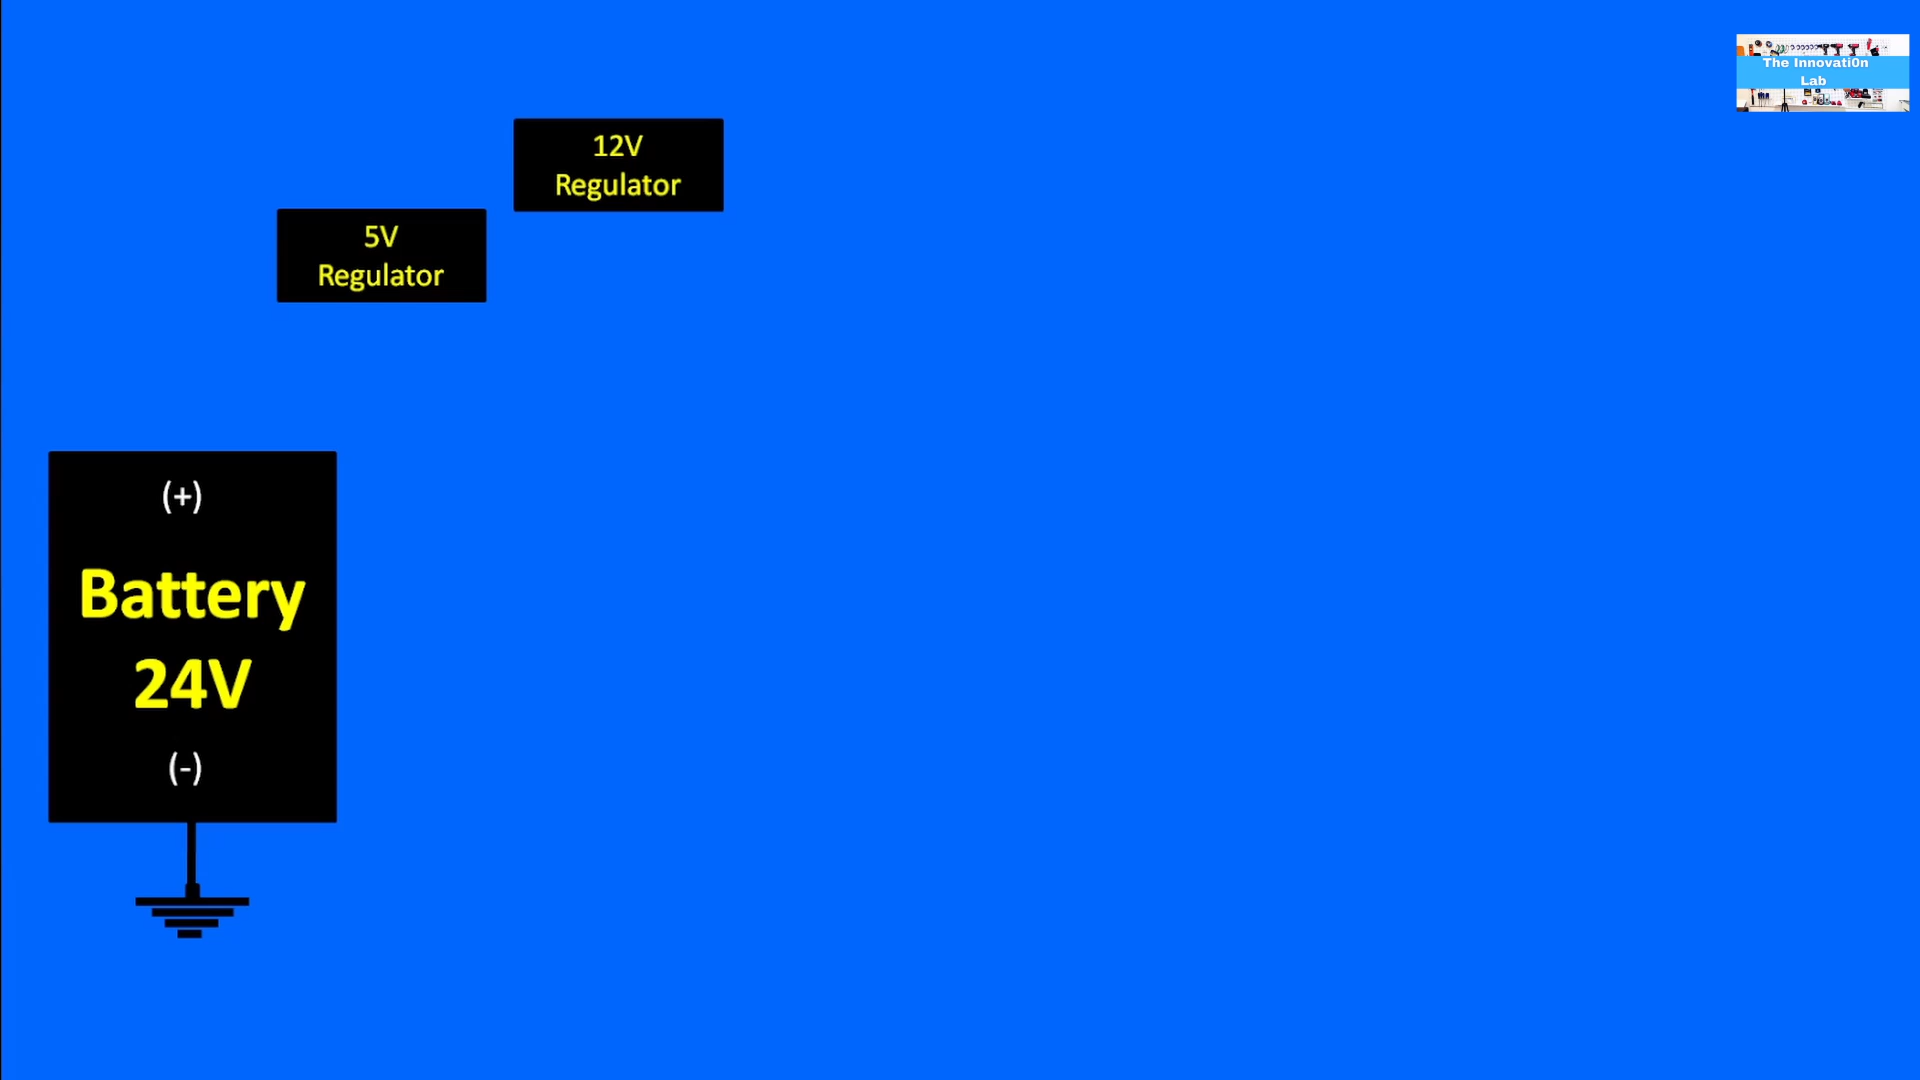 The Innovati0n
Lab
12V
Regulator
5V
Regulator
(+)
Battery
24V
(-)